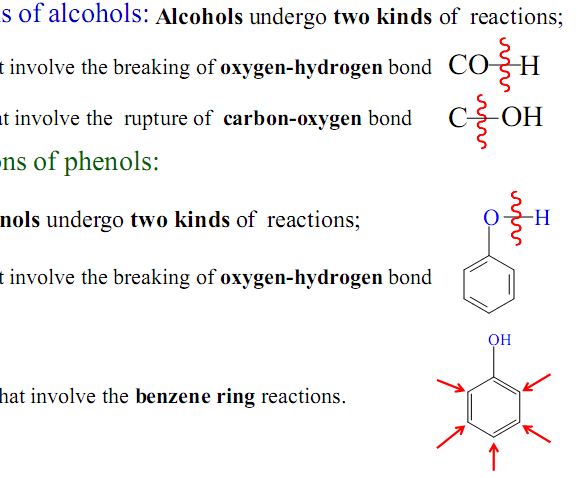 s of alcohols: Alcohols undergo two kinds of reactions;
t involve the breaking of oxygen-hydrogen bond CO H
at involve the rupture of carbon-oxygen bond C OH
ons of phenols:
nols undergo two kinds of reactions;
O H
t involve the breaking of oxygen-hydrogen bond
OH
hat involve the benzene ring reactions.